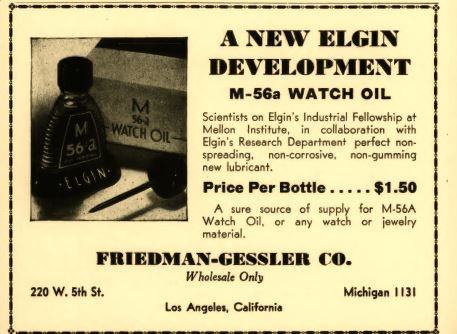 A NEW ELGIN
DEVELOPMENT
M-56a WATCH OIL
Scientists on Elgin's Industrial Fellowship at
Mellon Institute, in collaboration with
Elgin's Research Department perfect non-
spreading, non-corrosive, non-gumming
new lubricant.
Price Per Bottle ..... $1.50
A sure source of supply for M-56A
Watch Oil, or any watch or jewelry
material.
M
56-a
WATCH OIL
M
56-a
ELGIN
FRIEDMAN-GESSLER CO.
Wholesale Only
220 W. 5th St.
Michigan 1131
Los Angeles, California